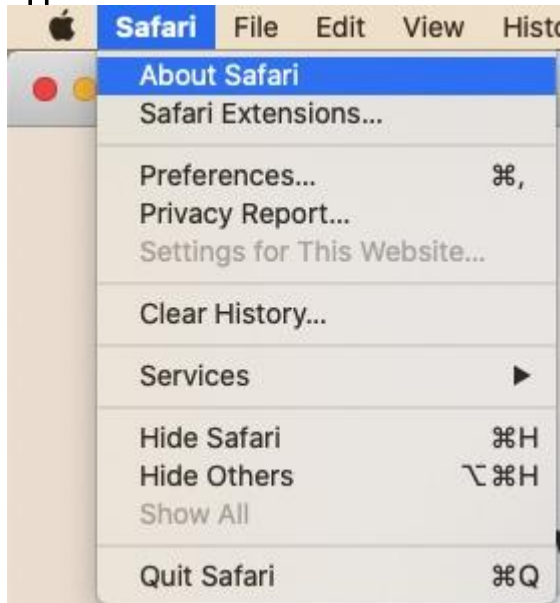 Safari File Edit View Histo
About Safari
Safari Extensions...
Preferences... ⌘,
Privacy Report...
Settings for This Website...
Clear History...
Services ▶
Hide Safari ⌘H
Hide Others ⌥⌘H
Show All
Quit Safari ⌘Q